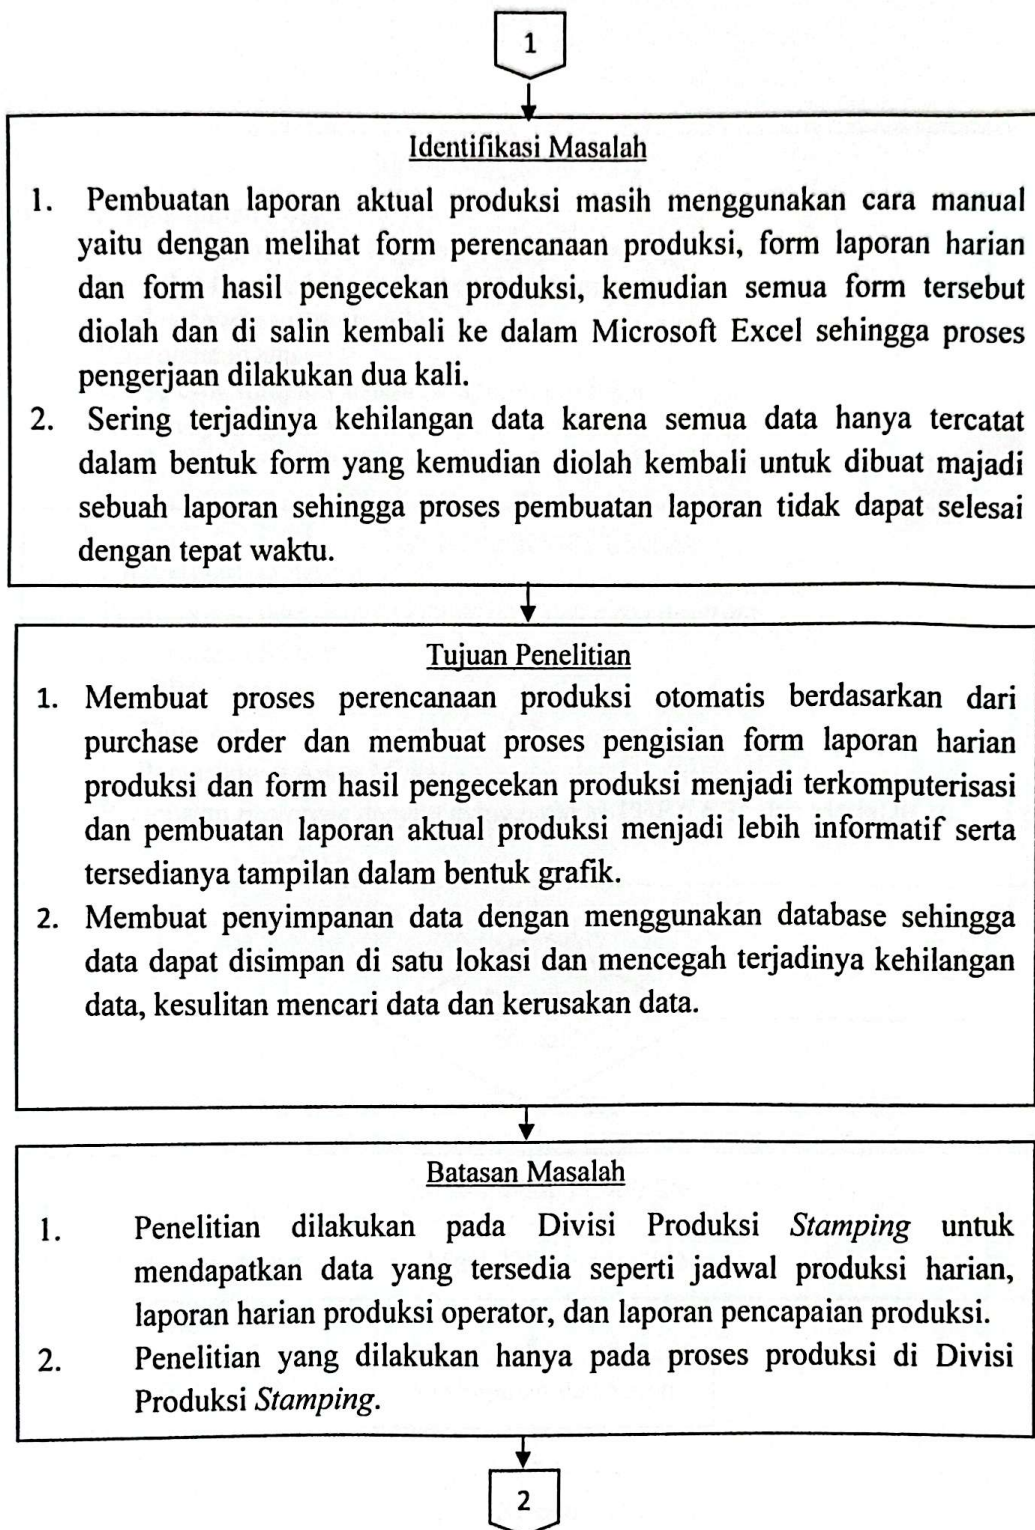 1
Identifikasi Masalah
1. Pembuatan laporan aktual produksi masih menggunakan cara manual
yaitu dengan melihat form perencanaan produksi, form laporan harian
dan form hasil pengecekan produksi, kemudian semua form tersebut
diolah dan di salin kembali ke dalam Microsoft Excel sehingga proses
pengerjaan dilakukan dua kali.
2. Sering terjadinya kehilangan data karena semua data hanya tercatat
dalam bentuk form yang kemudian diolah kembali untuk dibuat majadi
sebuah laporan sehingga proses pembuatan laporan tidak dapat selesai
dengan tepat waktu.
Tujuan Penelitian
1. Membuat proses perencanaan produksi otomatis berdasarkan dari
purchase order dan membuat proses pengisian form laporan harian
produksi dan form hasil pengecekan produksi menjadi terkomputerisasi
dan pembuatan laporan aktual produksi menjadi lebih informatif serta
tersedianya tampilan dalam bentuk grafik.
2. Membuat penyimpanan data dengan menggunakan database sehingga
data dapat disimpan di satu lokasi dan mencegah terjadinya kehilangan
data, kesulitan mencari data dan kerusakan data.
Batasan Masalah
1. Penelitian dilakukan pada Divisi Produksi Stamping untuk
mendapatkan data yang tersedia seperti jadwal produksi harian,
laporan harian produksi operator, dan laporan pencapaian produksi.
2. Penelitian yang dilakukan hanya pada proses produksi di Divisi
Produksi Stamping.
2